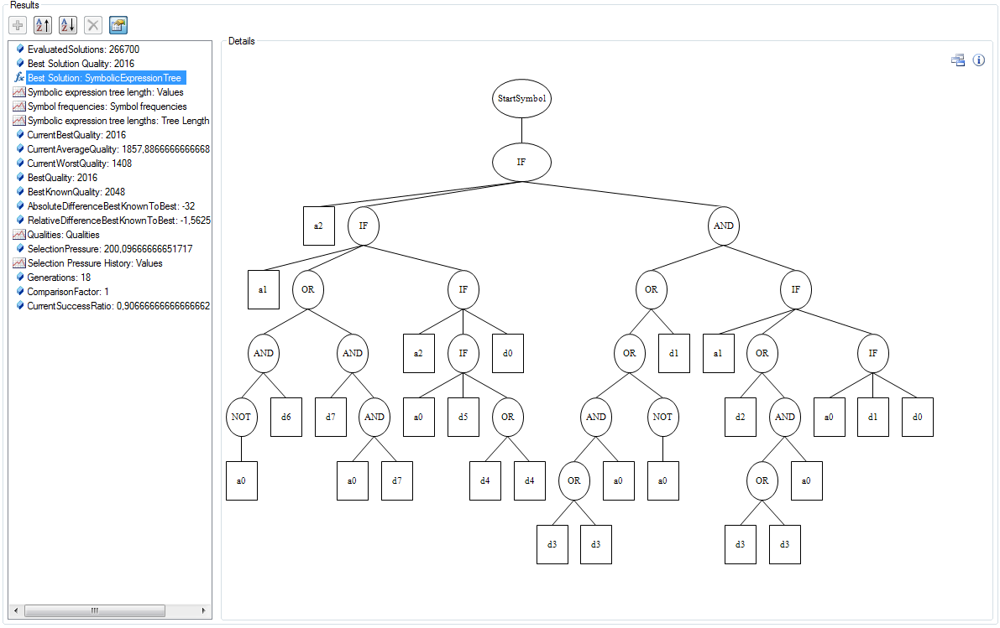 Results
EvaluatedSolutions: 266700
Best Solution Quality: 2016
Best Solution: SymbolicExpressionTree
Symbolic expression tree length: Values
Symbol frequencies: Symbol frequencies
Symbolic expression tree lengths: Tree Length
CurrentBestQuality: 2016
CurrentAverageQuality: 1857,8866666666668
CurrentWorstQuality: 1408
BestQuality: 2016
BestKnownQuality: 2048
AbsoluteDifferenceBestKnownToBest: -32
RelativeDifferenceBestKnownToBest: -1,5625
Qualities: Qualities
SelectionPressure: 200,09666666651717
Selection Pressure History: Values
Generations: 18
ComparisonFactor: 1
CurrentSuccessRatio: 0,90666666666666662
Details
StartSymbol
IF
a2 IF AND
a1 OR IF OR IF
AND AND a2 IF d0 OR d1 a1 OR IF
NOT d6 d7 AND a0 d5 OR AND NOT d2 AND a0 d1 d0
a0 a0 d7 d4 d4 OR a0 a0 OR a0
d3 d3 d3 d3